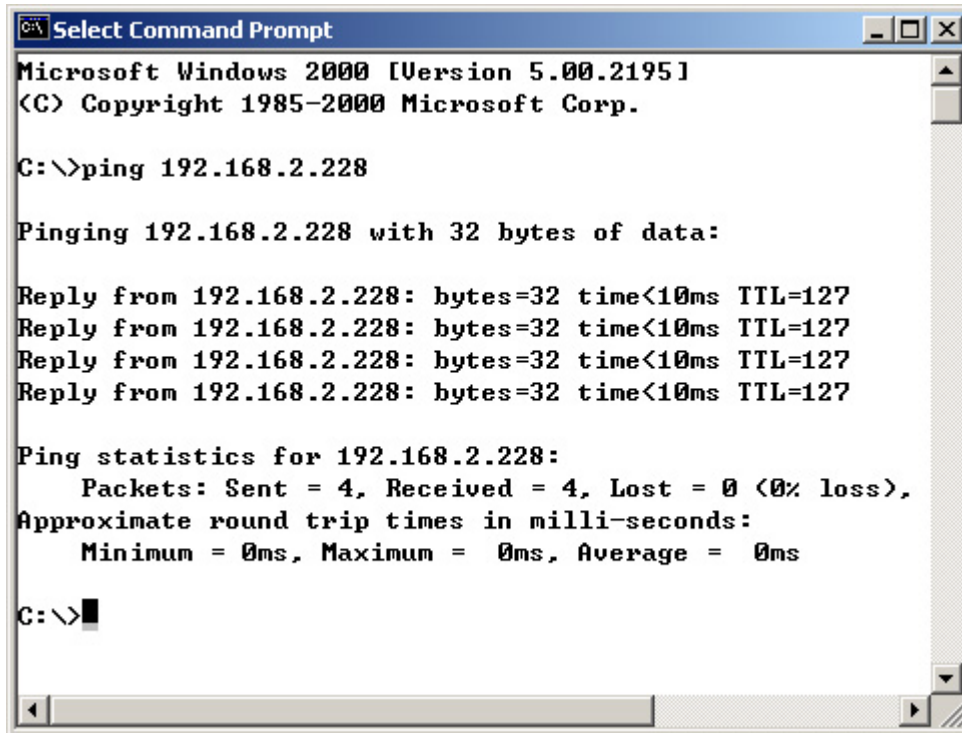 Select Command Prompt
Microsoft Windows 2000 [Version 5.00.2195]
(C) Copyright 1985-2000 Microsoft Corp.
C:\>ping 192.168.2.228
Pinging 192.168.2.228 with 32 bytes of data:
Reply from 192.168.2.228: bytes=32 time<10ms TTL=127
Reply from 192.168.2.228: bytes=32 time<10ms TTL=127
Reply from 192.168.2.228: bytes=32 time<10ms TTL=127
Reply from 192.168.2.228: bytes=32 time<10ms TTL=127
Ping statistics for 192.168.2.228:
    Packets: Sent = 4, Received = 4, Lost = 0 (0% loss),
Approximate round trip times in milli-seconds:
    Minimum = 0ms, Maximum =  0ms, Average =  0ms
C:\>